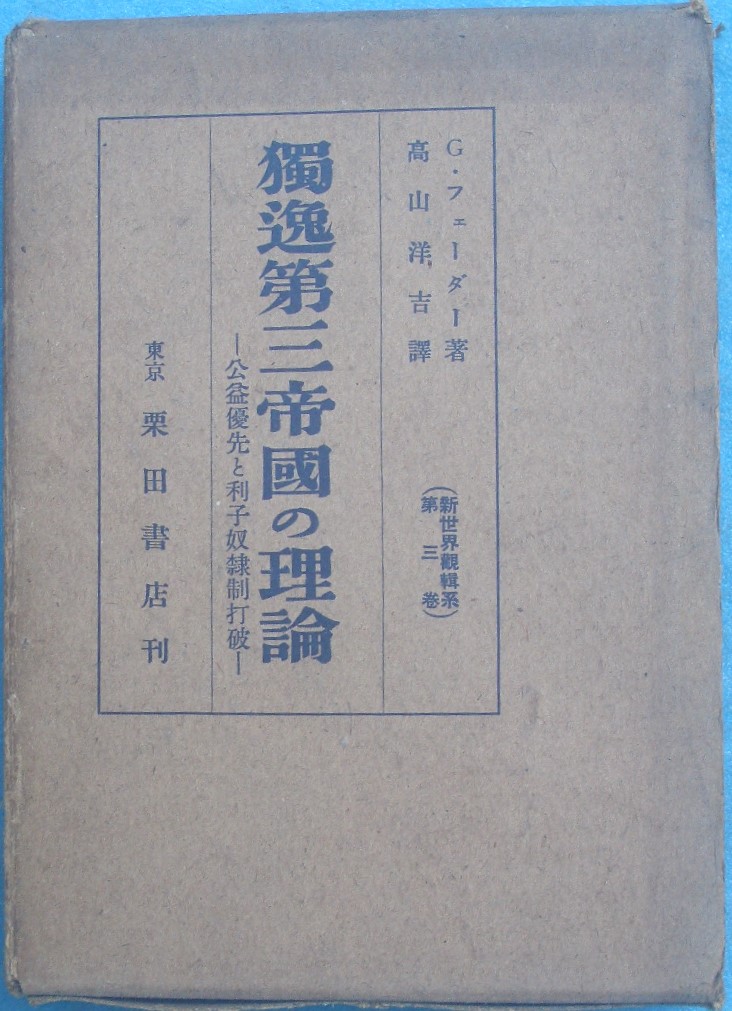 G・フェーダー著
高山洋吉譯
(新世界觀輯系
第三卷)
獨逸第三帝國の理論
—公益優先と利子奴隸制打破—
東京 栗田書店刊